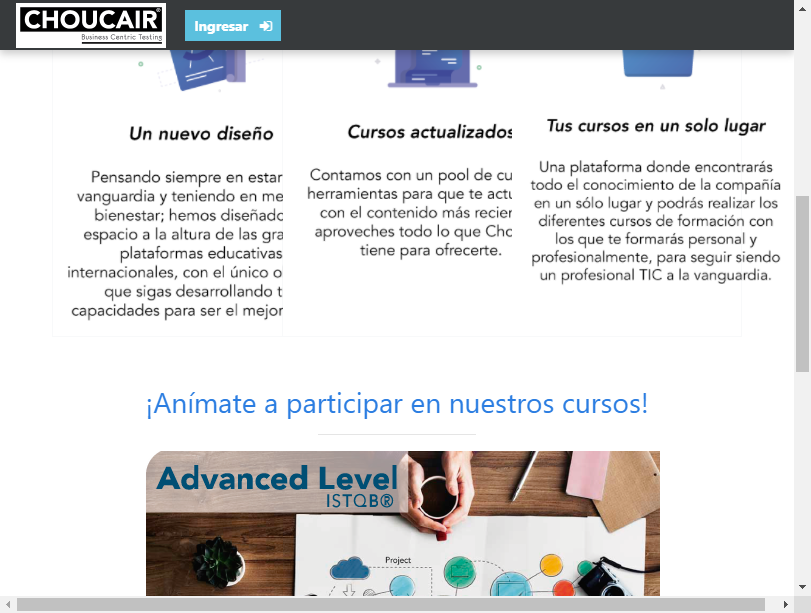 CHOUCAIR
Business Centric Testing
Ingresar
Un nuevo diseño
Pensando siempre en estar
vanguardia y teniendo en me
bienestar; hemos diseñado
espacio a la altura de las gra
plataformas educativas
internacionales, con el único o
que sigas desarrollando t
capacidades para ser el mejor
Cursos actualizados
Contamos con un pool de cu
herramientas para que te actu
con el contenido más recien
aproveches todo lo que Cho
tiene para ofrecerte.
Tus cursos en un solo lugar
Una plataforma donde encontrarás
todo el conocimiento de la compañía
en un sólo lugar y podrás realizar los
diferentes cursos de formación con
los que te formarás personal y
profesionalmente, para seguir siendo
un profesional TIC a la vanguardia.
¡Anímate a participar en nuestros cursos!
Advanced Level
ISTQB®
Project